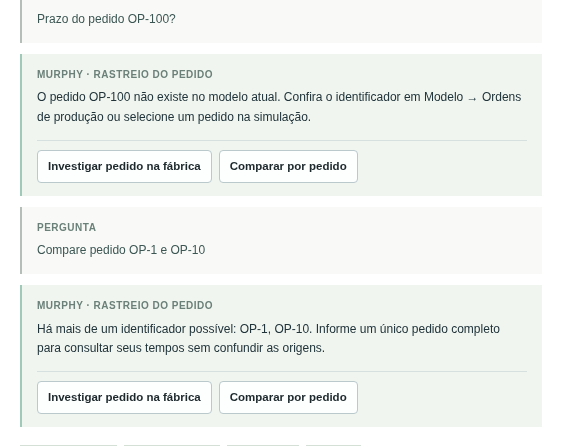 Prazo do pedido OP-100?
MURPHY · RASTREIO DO PEDIDO
O pedido OP-100 não existe no modelo atual. Confira o identificador em Modelo → Ordens
de produção ou selecione um pedido na simulação.
Investigar pedido na fábrica
Comparar por pedido
PERGUNTA
Compare pedido OP-1 e OP-10
MURPHY · RASTREIO DO PEDIDO
Há mais de um identificador possível: OP-1, OP-10. Informe um único pedido completo
para consultar seus tempos sem confundir as origens.
Investigar pedido na fábrica
Comparar por pedido